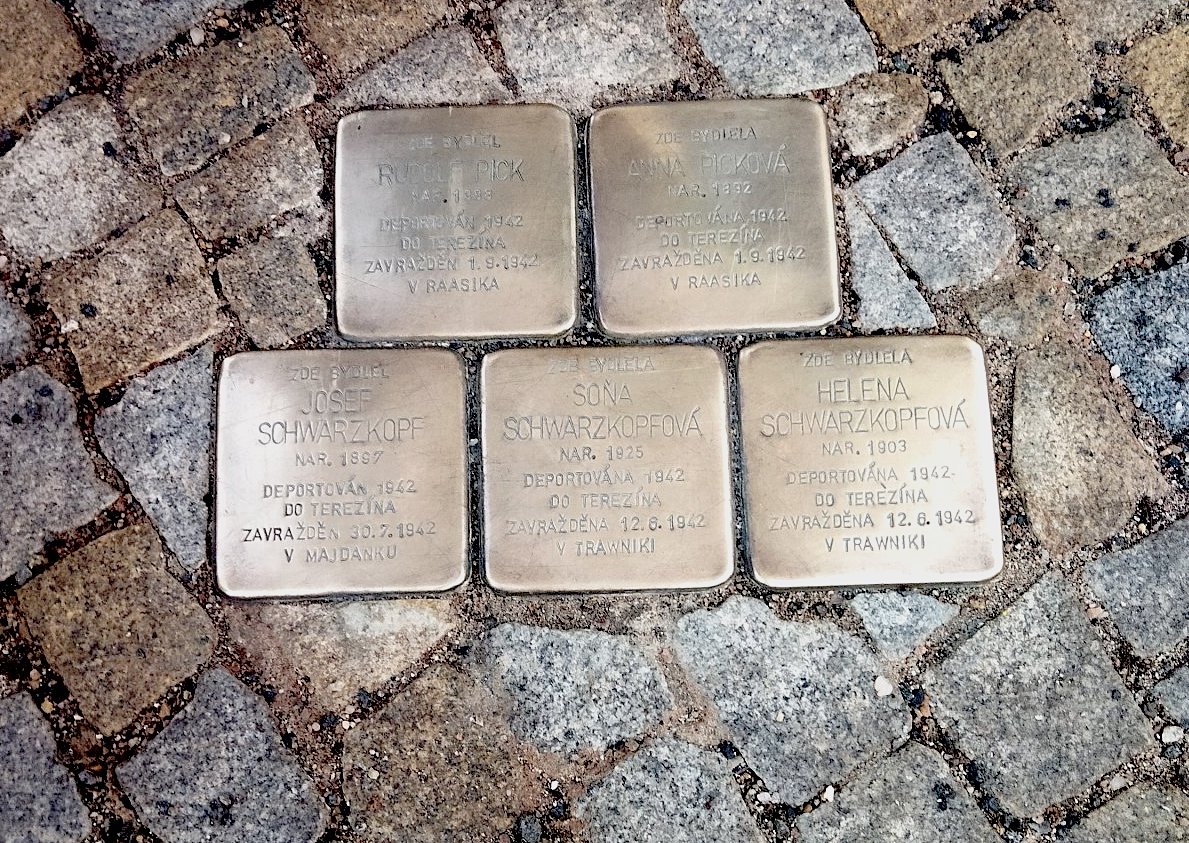 ZDE BYDLEL
RUDOLF PICK
NAR. 1888
DEPORTOVÁN 1942
DO TEREZÍNA
ZAVRAŽDĚN 1.9.1942
V RAASIKA
ZDE BYDLELA
ANNA PICKOVÁ
NAR. 1892
DEPORTOVÁNA 1942
DO TEREZÍNA
ZAVRAŽDĚNA 1.9.1942
V RAASIKA
ZDE BYDLEL
JOSEF
SCHWARZKOPF
NAR. 1897
DEPORTOVÁN 1942
DO TEREZÍNA
ZAVRAŽDĚN 30.7.1942
V MAJDANKU
ZDE BYDLELA
SOŇA
SCHWARZKOPFOVÁ
NAR. 1925
DEPORTOVÁNA 1942
DO TEREZÍNA
ZAVRAŽDĚNA 12.6.1942
V TRAWNIKI
ZDE BYDLELA
HELENA
SCHWARZKOPFOVÁ
NAR. 1903
DEPORTOVÁNA 1942
DO TEREZÍNA
ZAVRAŽDĚNA 12.6.1942
V TRAWNIKI